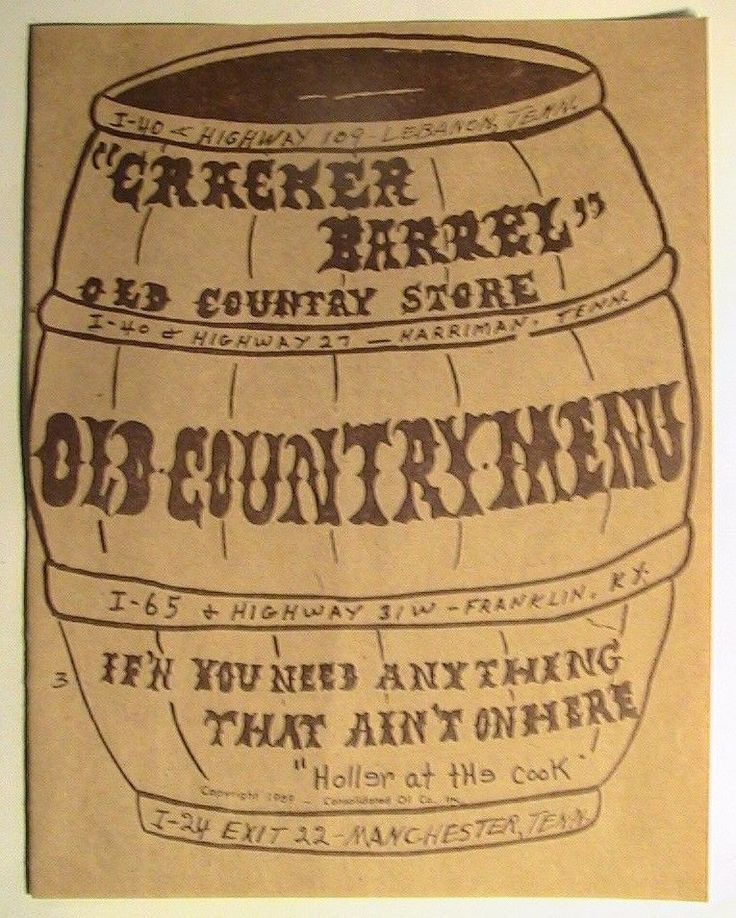 I-40 & HIGHWAY 109-LEBANON, TENN.
"CRACKER
BARREL"
OLD COUNTRY STORE
I-40 & HIGHWAY 27 — HARRIMAN, TENN.
OLD·COUNTRY·MENU
I-65 & HIGHWAY 31W-FRANKLIN, KY.
3
IF'N YOU NEED ANYTHING
THAT AIN'T ON HERE
"Holler at tHe cooK"
Copyright — Consolidated Oil Co.
I-24 EXIT 22-MANCHESTER, TENN.